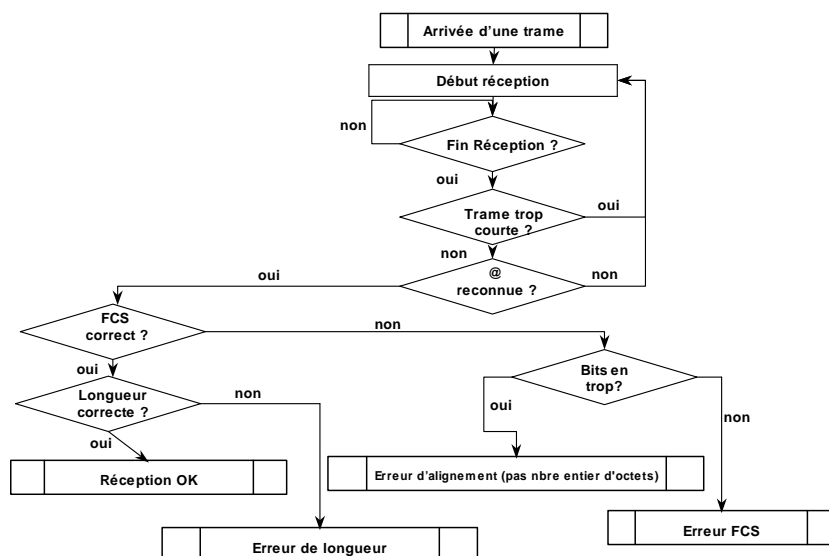 Arrivée d'une trame
Début réception
non
Fin Réception ?
oui
Trame trop
courte ?
oui
non
@
reconnue ?
oui
non
FCS
correct ?
non
oui
Bits en
trop?
Longueur
correcte ?
non
oui
non
oui
Réception OK
Erreur d'alignement (pas nbre entier d'octets)
Erreur de longueur
Erreur FCS